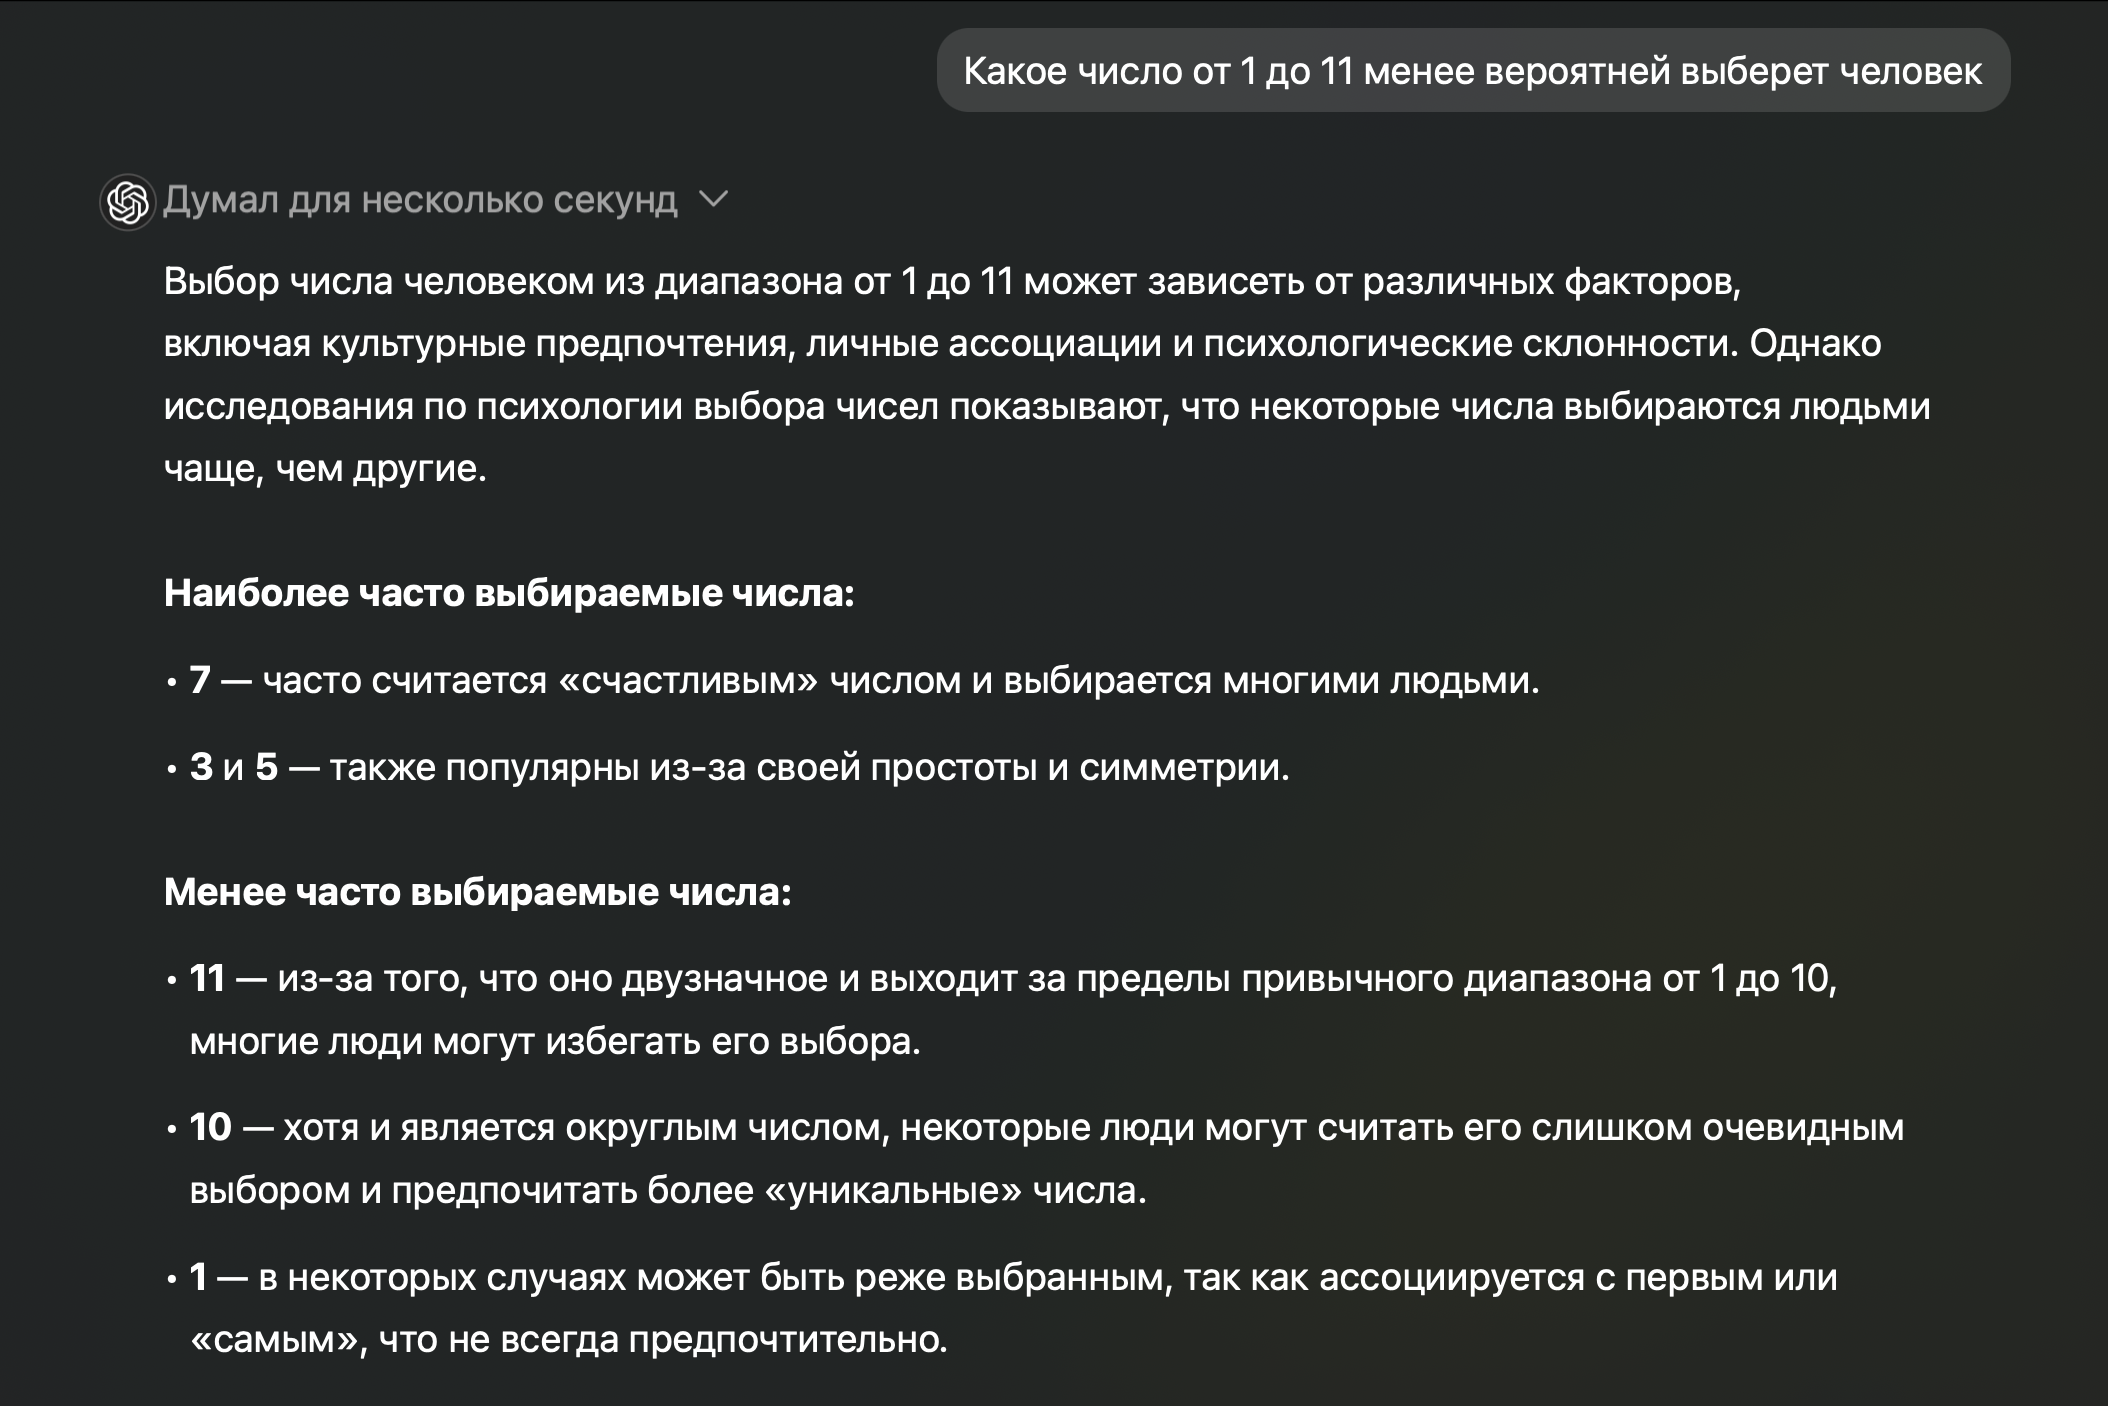 Какое число от 1 до 11 менее вероятней выберет человек
Думал для несколько секунд
Выбор числа человеком из диапазона от 1 до 11 может зависеть от различных факторов,
включая культурные предпочтения, личные ассоциации и психологические склонности. Однако
исследования по психологии выбора чисел показывают, что некоторые числа выбираются людьми
чаще, чем другие.
Наиболее часто выбираемые числа:
• 7 — часто считается «счастливым» числом и выбирается многими людьми.
• 3 и 5 — также популярны из-за своей простоты и симметрии.
Менее часто выбираемые числа:
• 11 — из-за того, что оно двузначное и выходит за пределы привычного диапазона от 1 до 10,
многие люди могут избегать его выбора.
• 10 — хотя и является округлым числом, некоторые люди могут считать его слишком очевидным
выбором и предпочитать более «уникальные» числа.
• 1 — в некоторых случаях может быть реже выбранным, так как ассоциируется с первым или
«самым», что не всегда предпочтительно.